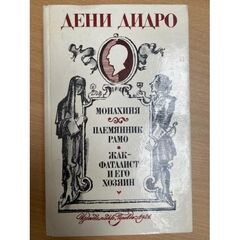 ДЕНИ ДИДРО
МОНАХИНЯ
ПЛЕМЯННИК
РАМО
ЖАК-
ФАТАЛИСТ
И ЕГО
ХОЗЯИН